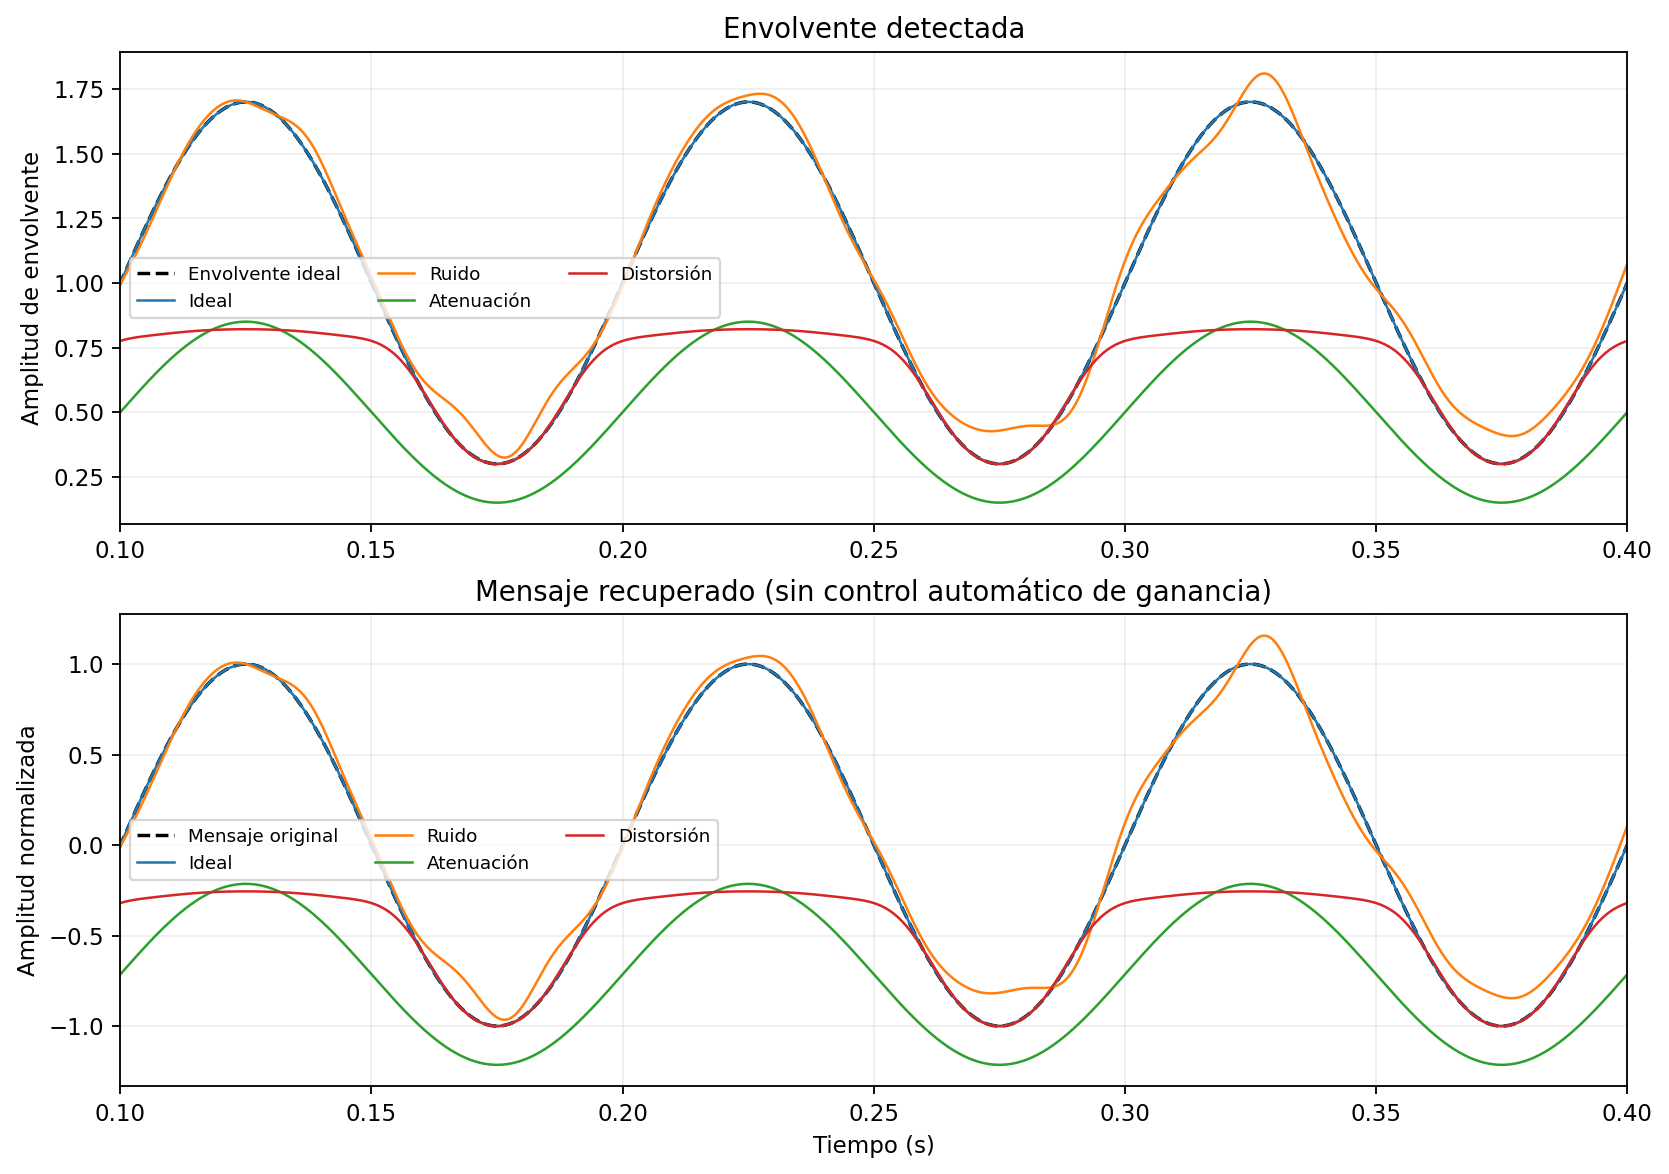 Envolvente detectada
Amplitud de envolvente
1.75
1.50
1.25
1.00
0.75
0.50
0.25
Envolvente ideal
Ideal
Ruido
Atenuación
Distorsión
0.10 0.15 0.20 0.25 0.30 0.35 0.40
Mensaje recuperado (sin control automático de ganancia)
Amplitud normalizada
1.0
0.5
0.0
−0.5
−1.0
Mensaje original
Ideal
Ruido
Atenuación
Distorsión
0.10 0.15 0.20 0.25 0.30 0.35 0.40
Tiempo (s)